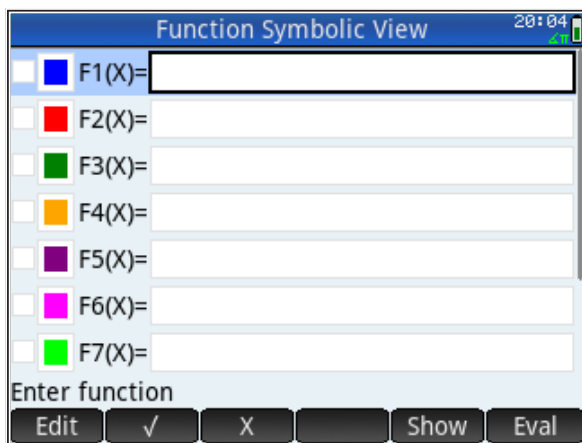 Function Symbolic View 20:04
∡π
F1(X)=
F2(X)=
F3(X)=
F4(X)=
F5(X)=
F6(X)=
F7(X)=
Enter function
Edit √ X Show Eval